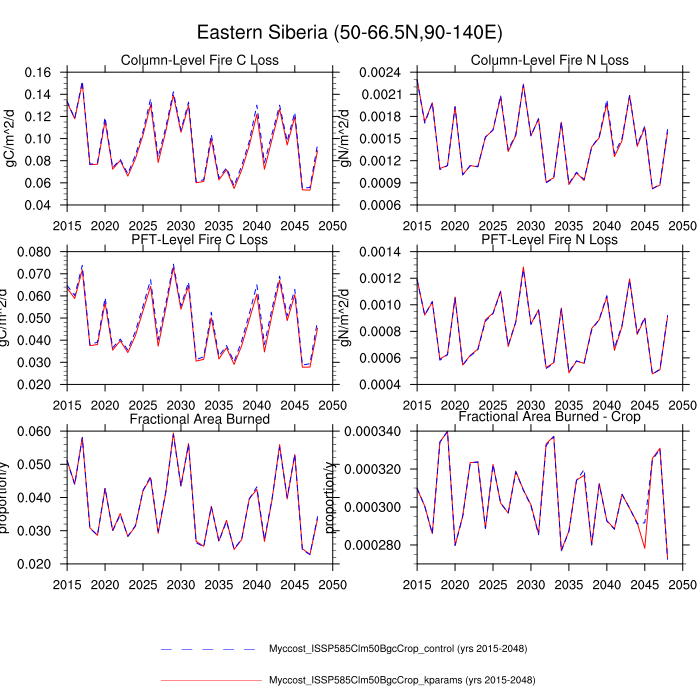 Eastern Siberia (50-66.5N,90-140E)
Column-Level Fire C Loss
Column-Level Fire N Loss
0.16
0.14
0.12
0.10
0.08
0.06
0.04
gC/m^2/d
2015 2020 2025 2030 2035 2040 2045 2050
0.0024
0.0021
0.0018
0.0015
0.0012
0.0009
0.0006
gN/m^2/d
2015 2020 2025 2030 2035 2040 2045 2050
PFT-Level Fire C Loss
PFT-Level Fire N Loss
0.080
0.070
0.060
0.050
0.040
0.030
0.020
gC/m^2/d
2015 2020 2025 2030 2035 2040 2045 2050
0.0014
0.0012
0.0010
0.0008
0.0006
0.0004
gN/m^2/d
2015 2020 2025 2030 2035 2040 2045 2050
Fractional Area Burned
Fractional Area Burned - Crop
0.060
0.050
0.040
0.030
0.020
proportion/y
2015 2020 2025 2030 2035 2040 2045 2050
0.000340
0.000320
0.000300
0.000280
proportion/y
2015 2020 2025 2030 2035 2040 2045 2050
Myccost_ISSP585Clm50BgcCrop_control (yrs 2015-2048)
Myccost_ISSP585Clm50BgcCrop_kparams (yrs 2015-2048)